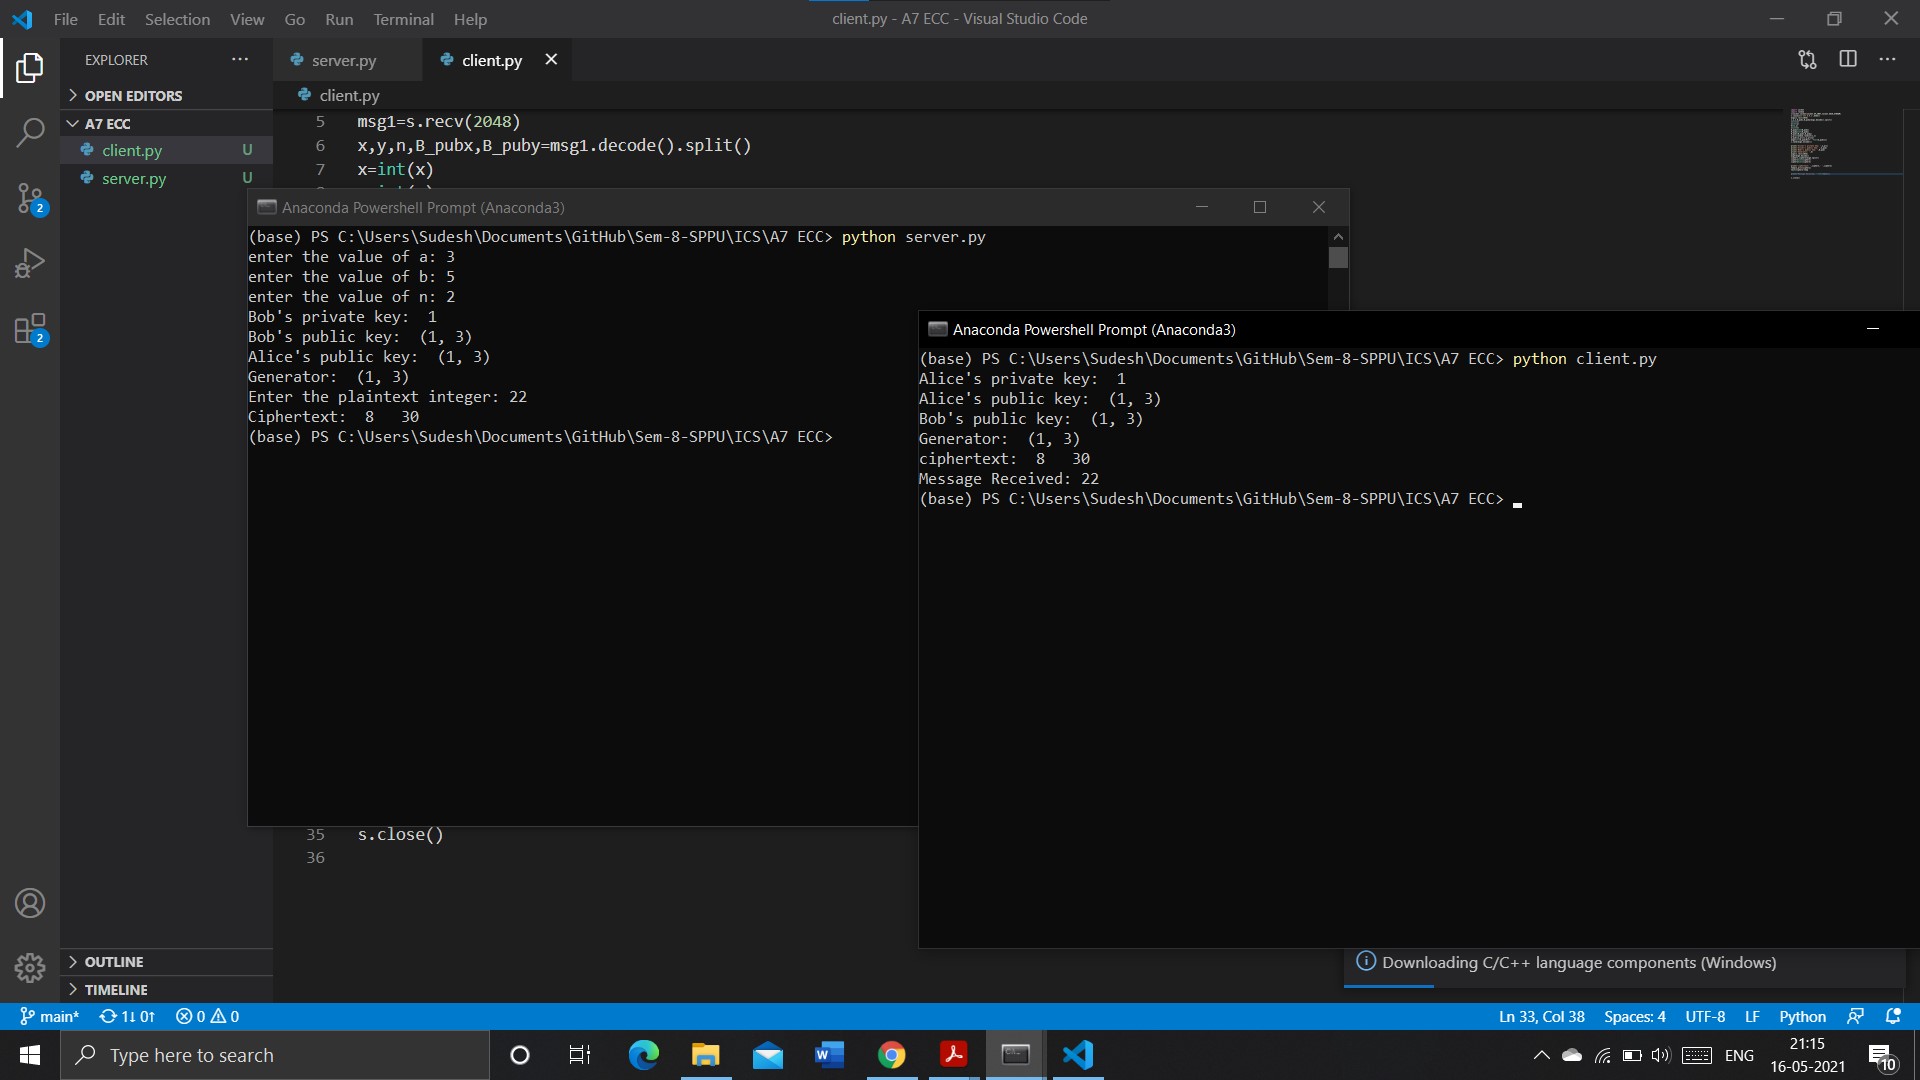 File Edit Selection View Go Run Terminal Help
client.py - A7 ECC - Visual Studio Code
EXPLORER
server.py
client.py
OPEN EDITORS
client.py
A7 ECC
client.py U
server.py U
2
2
5 msg1=s.recv(2048)
6 x,y,n,B_pubx,B_puby=msg1.decode().split()
7 x=int(x)
Anaconda Powershell Prompt (Anaconda3)
(base) PS C:\Users\Sudesh\Documents\GitHub\Sem-8-SPPU\ICS\A7 ECC> python server.py
enter the value of a: 3
enter the value of b: 5
enter the value of n: 2
Bob's private key:  1
Bob's public key:  (1, 3)
Alice's public key:  (1, 3)
Generator:  (1, 3)
Enter the plaintext integer: 22
Ciphertext:  8   30
(base) PS C:\Users\Sudesh\Documents\GitHub\Sem-8-SPPU\ICS\A7 ECC>
Anaconda Powershell Prompt (Anaconda3)
(base) PS C:\Users\Sudesh\Documents\GitHub\Sem-8-SPPU\ICS\A7 ECC> python client.py
Alice's private key:  1
Alice's public key:  (1, 3)
Bob's public key:  (1, 3)
Generator:  (1, 3)
ciphertext:  8   30
Message Received: 22
(base) PS C:\Users\Sudesh\Documents\GitHub\Sem-8-SPPU\ICS\A7 ECC>
35 s.close()
36
OUTLINE
TIMELINE
Downloading C/C++ language components (Windows)
main* 1↓ 0↑ 0 0
Ln 33, Col 38 Spaces: 4 UTF-8 LF Python
Type here to search
ENG
21:15
16-05-2021
10